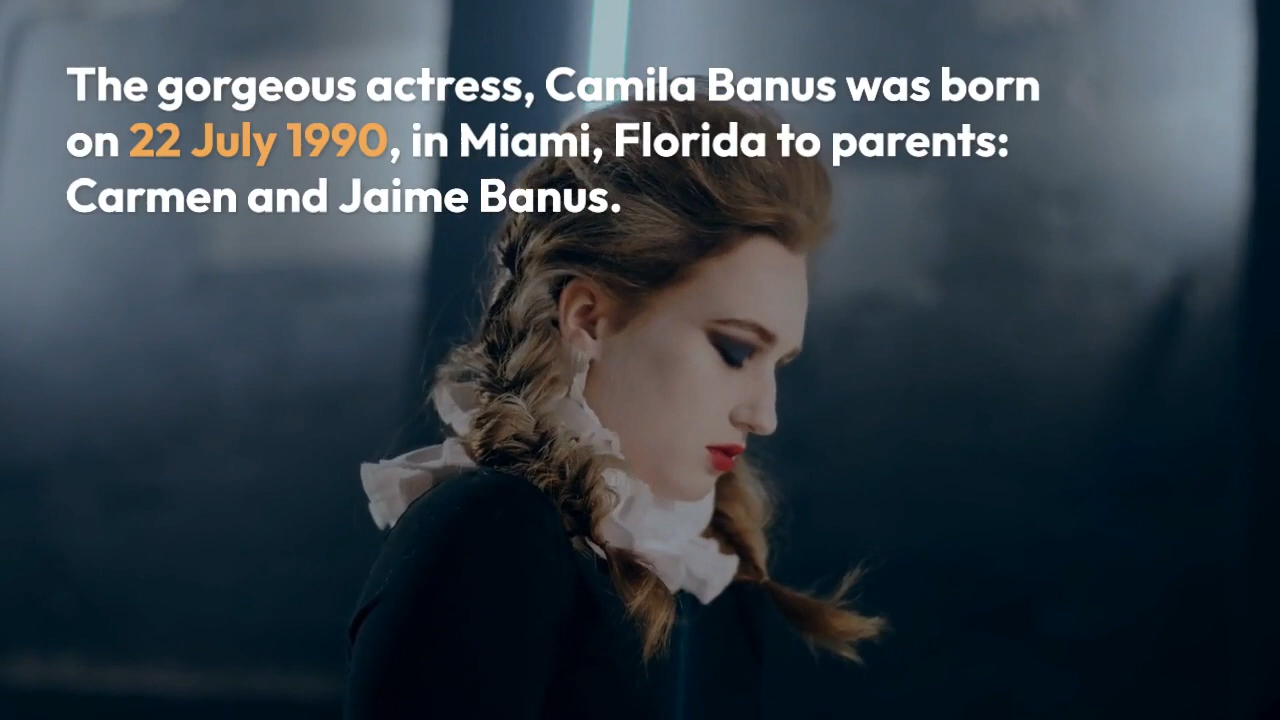 The gorgeous actress, Camila Banus was born
on 22 July 1990, in Miami, Florida to parents:
Carmen and Jaime Banus.